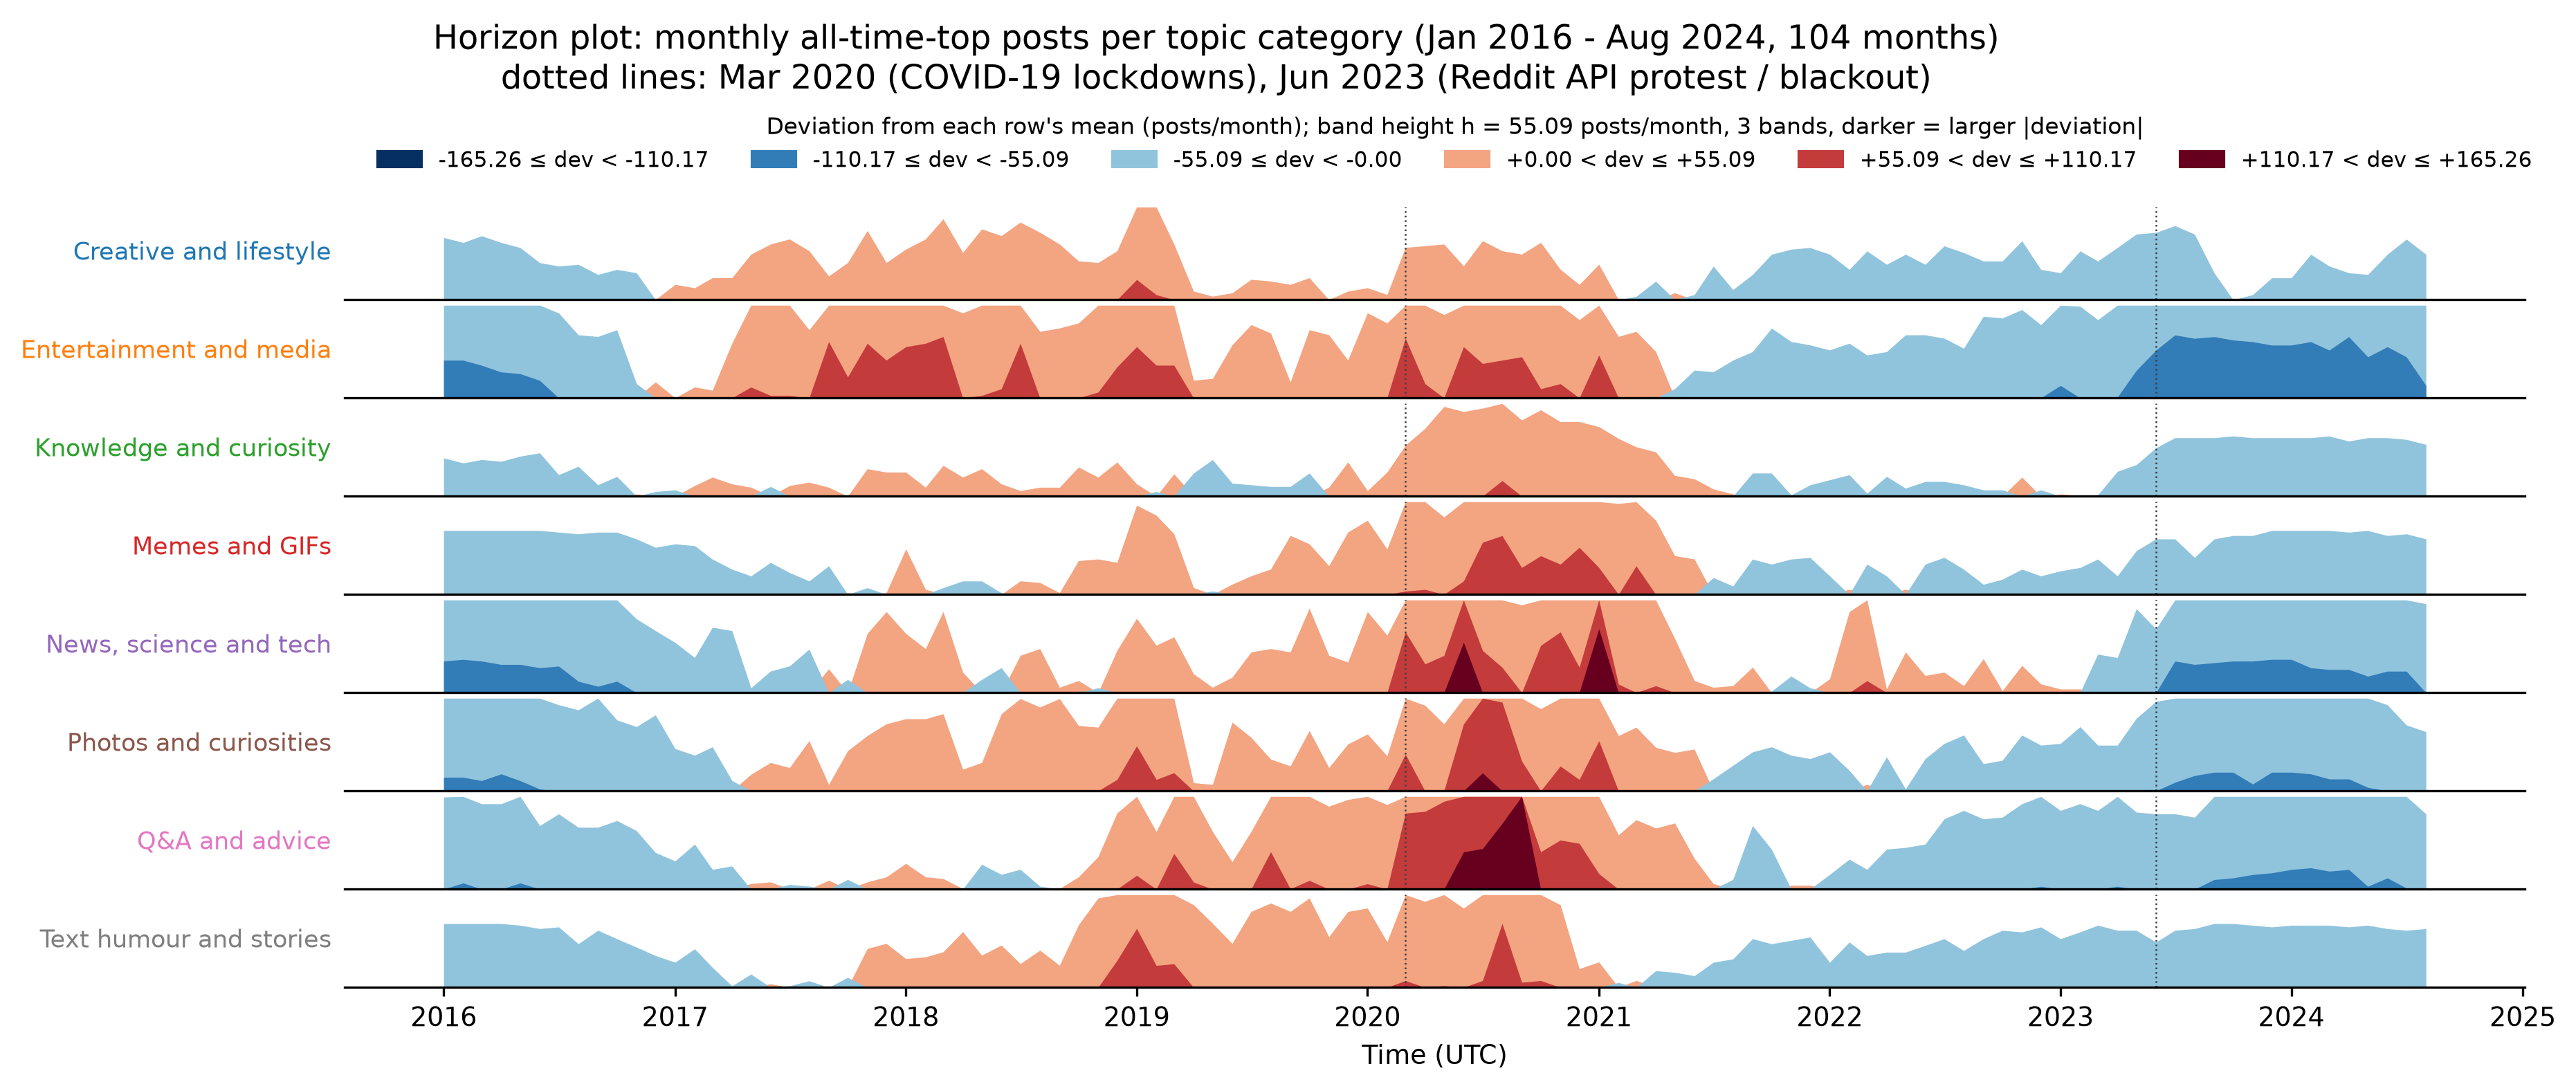 Horizon plot: monthly all-time-top posts per topic category (Jan 2016 - Aug 2024, 104 months)
dotted lines: Mar 2020 (COVID-19 lockdowns), Jun 2023 (Reddit API protest / blackout)
Deviation from each row's mean (posts/month); band height h = 55.09 posts/month, 3 bands, darker = larger |deviation|
-165.26 ≤ dev < -110.17
-110.17 ≤ dev < -55.09
-55.09 ≤ dev < -0.00
+0.00 < dev ≤ +55.09
+55.09 < dev ≤ +110.17
+110.17 < dev ≤ +165.26
Creative and lifestyle
Entertainment and media
Knowledge and curiosity
Memes and GIFs
News, science and tech
Photos and curiosities
Q&A and advice
Text humour and stories
2016 2017 2018 2019 2020 2021 2022 2023 2024 2025
Time (UTC)